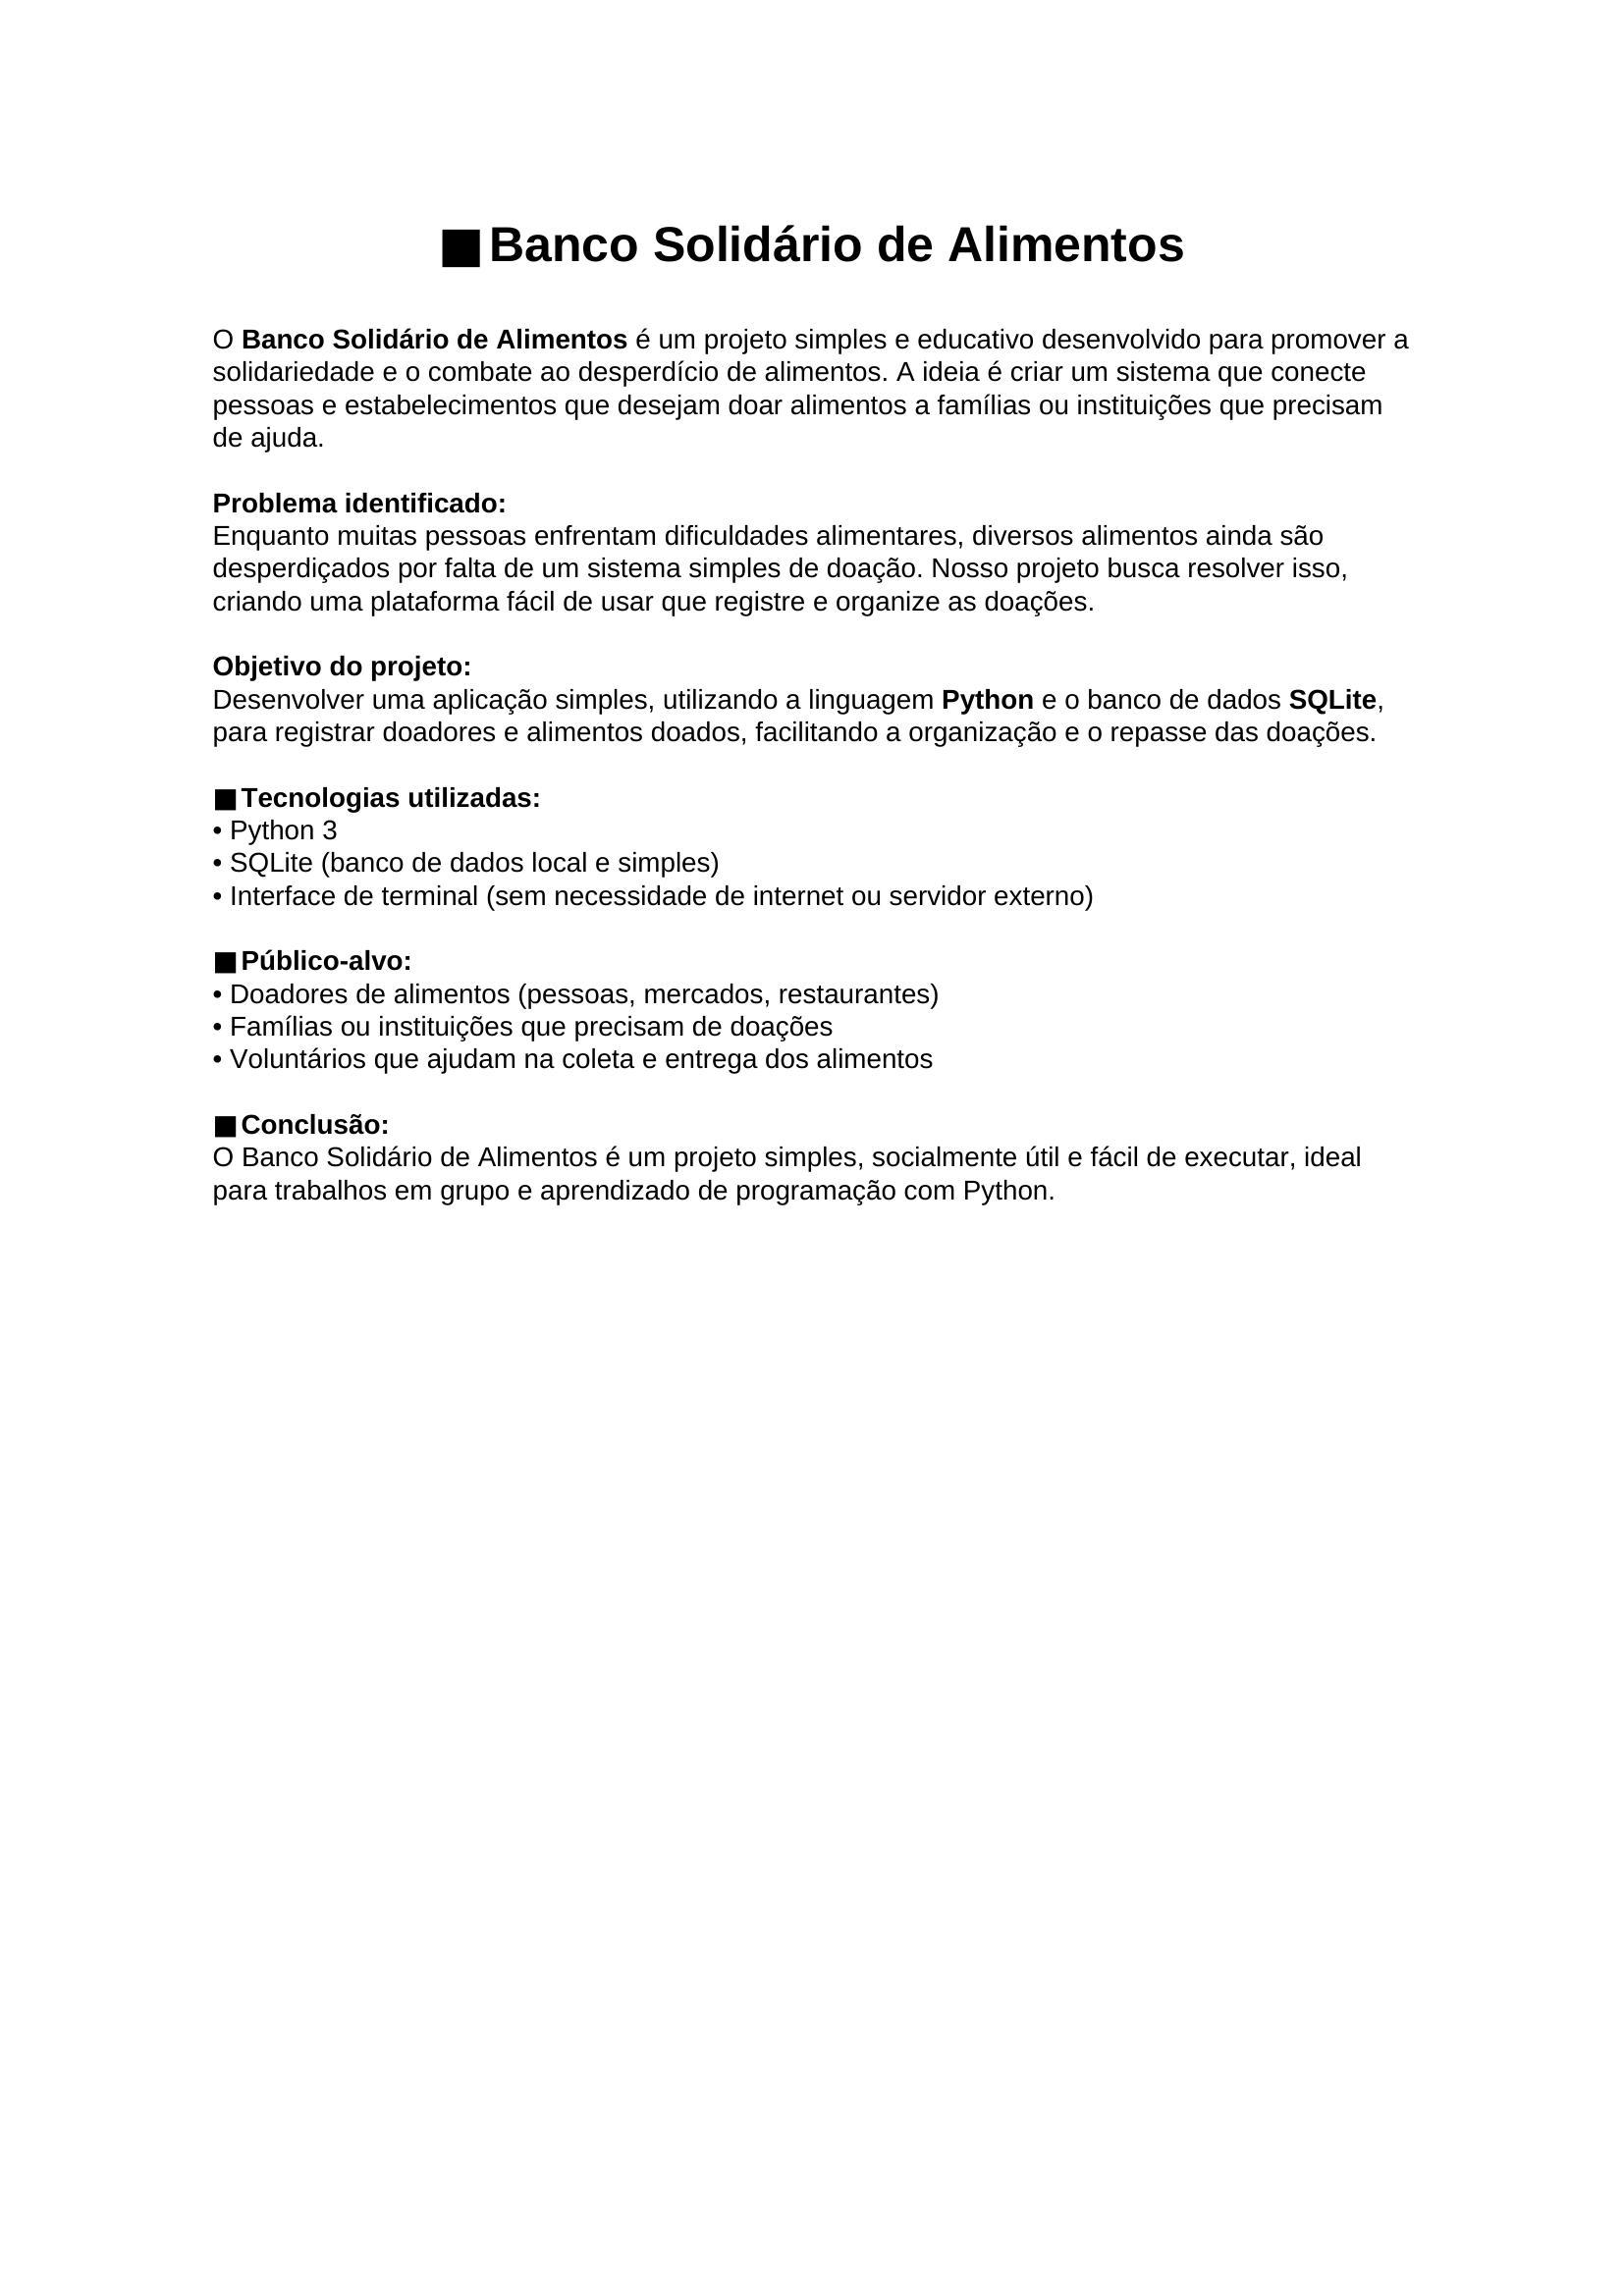 ■ Banco Solidário de Alimentos
O Banco Solidário de Alimentos é um projeto simples e educativo desenvolvido para promover a
solidariedade e o combate ao desperdício de alimentos. A ideia é criar um sistema que conecte
pessoas e estabelecimentos que desejam doar alimentos a famílias ou instituições que precisam
de ajuda.
Problema identificado:
Enquanto muitas pessoas enfrentam dificuldades alimentares, diversos alimentos ainda são
desperdiçados por falta de um sistema simples de doação. Nosso projeto busca resolver isso,
criando uma plataforma fácil de usar que registre e organize as doações.
Objetivo do projeto:
Desenvolver uma aplicação simples, utilizando a linguagem Python e o banco de dados SQLite,
para registrar doadores e alimentos doados, facilitando a organização e o repasse das doações.
■ Tecnologias utilizadas:
• Python 3
• SQLite (banco de dados local e simples)
• Interface de terminal (sem necessidade de internet ou servidor externo)
■ Público-alvo:
• Doadores de alimentos (pessoas, mercados, restaurantes)
• Famílias ou instituições que precisam de doações
• Voluntários que ajudam na coleta e entrega dos alimentos
■ Conclusão:
O Banco Solidário de Alimentos é um projeto simples, socialmente útil e fácil de executar, ideal
para trabalhos em grupo e aprendizado de programação com Python.